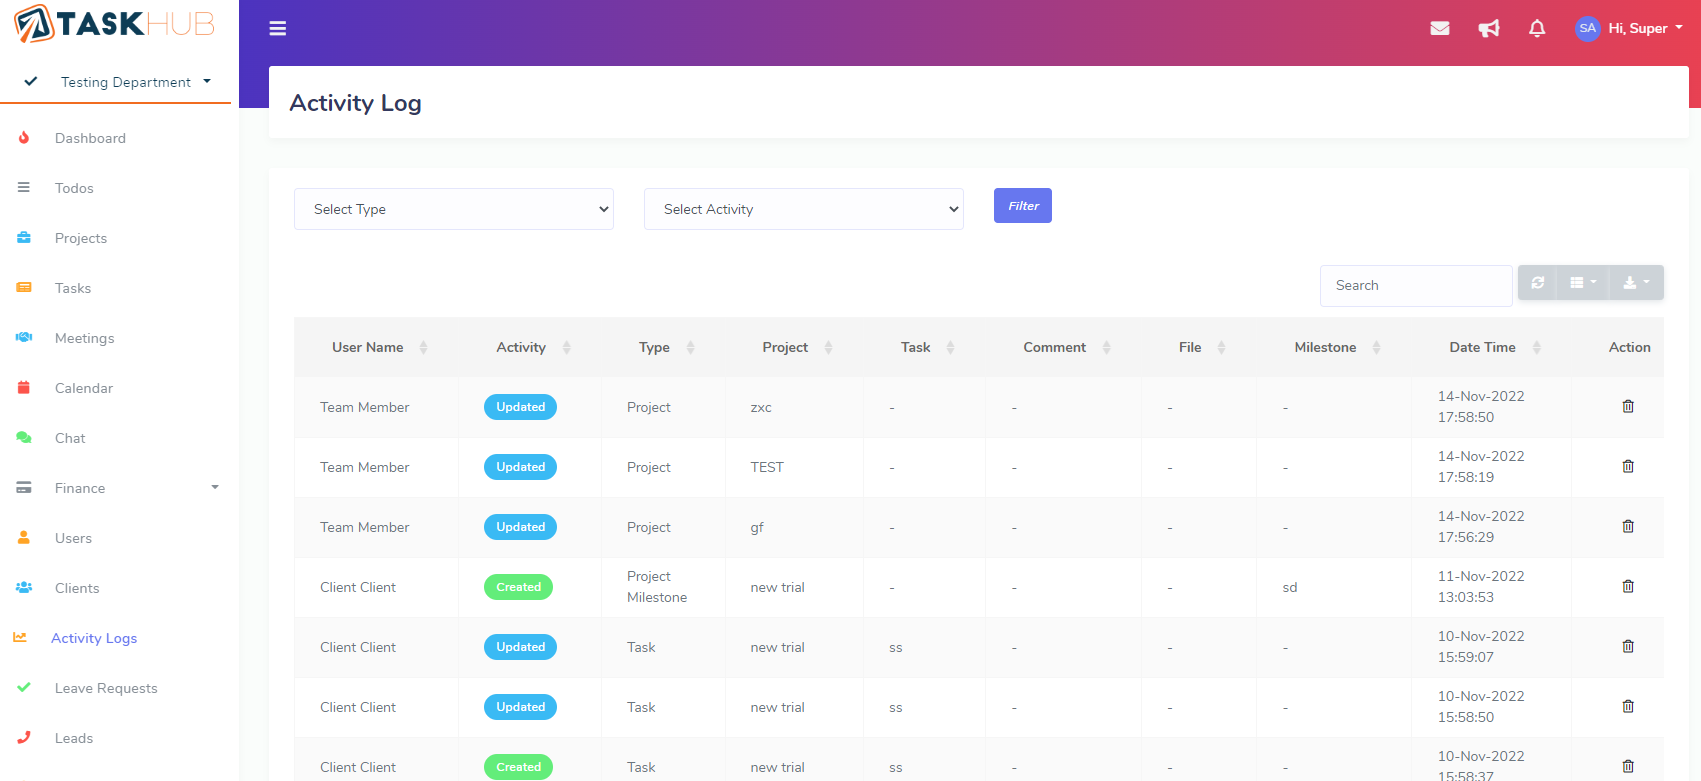 TASKHUB
Hi, Super
SA
Testing Department
Activity Log
Dashboard
Todos
Projects
Tasks
Meetings
Calendar
Chat
Finance
Users
Clients
Activity Logs
Leave Requests
Leads
Select Type
Select Activity
Filter
Search
User Name Activity Type Project Task Comment File Milestone Date Time Action
Team Member Updated Project zxc - - - - 14-Nov-2022
17:58:50
Team Member Updated Project TEST - - - - 14-Nov-2022
17:58:19
Team Member Updated Project gf - - - - 14-Nov-2022
17:56:29
Client Client Created Project new trial - - - sd 11-Nov-2022
Milestone 13:03:53
Client Client Updated Task new trial ss - - - 10-Nov-2022
15:59:07
Client Client Updated Task new trial ss - - - 10-Nov-2022
15:58:50
Client Client Created Task new trial ss - - - 10-Nov-2022
15:58:37